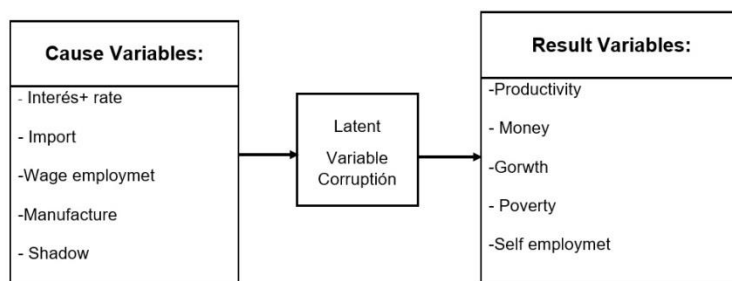 Cause Variables:
- Interés+ rate
- Import
-Wage employmet
-Manufacture
- Shadow
Latent
Variable
Corruptión
Result Variables:
-Productivity
- Money
-Gorwth
- Poverty
-Self employmet